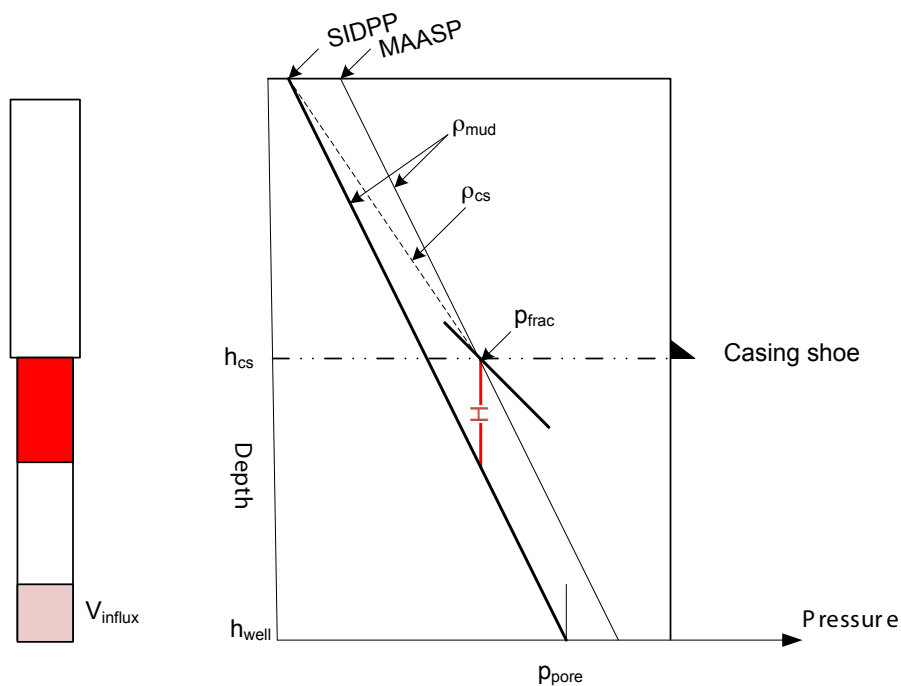 SIDPP
MAASP
ρmud
ρcs
pfrac
hcs
Casing shoe
H
Depth
Vinflux
hwell
Pressure
ppore